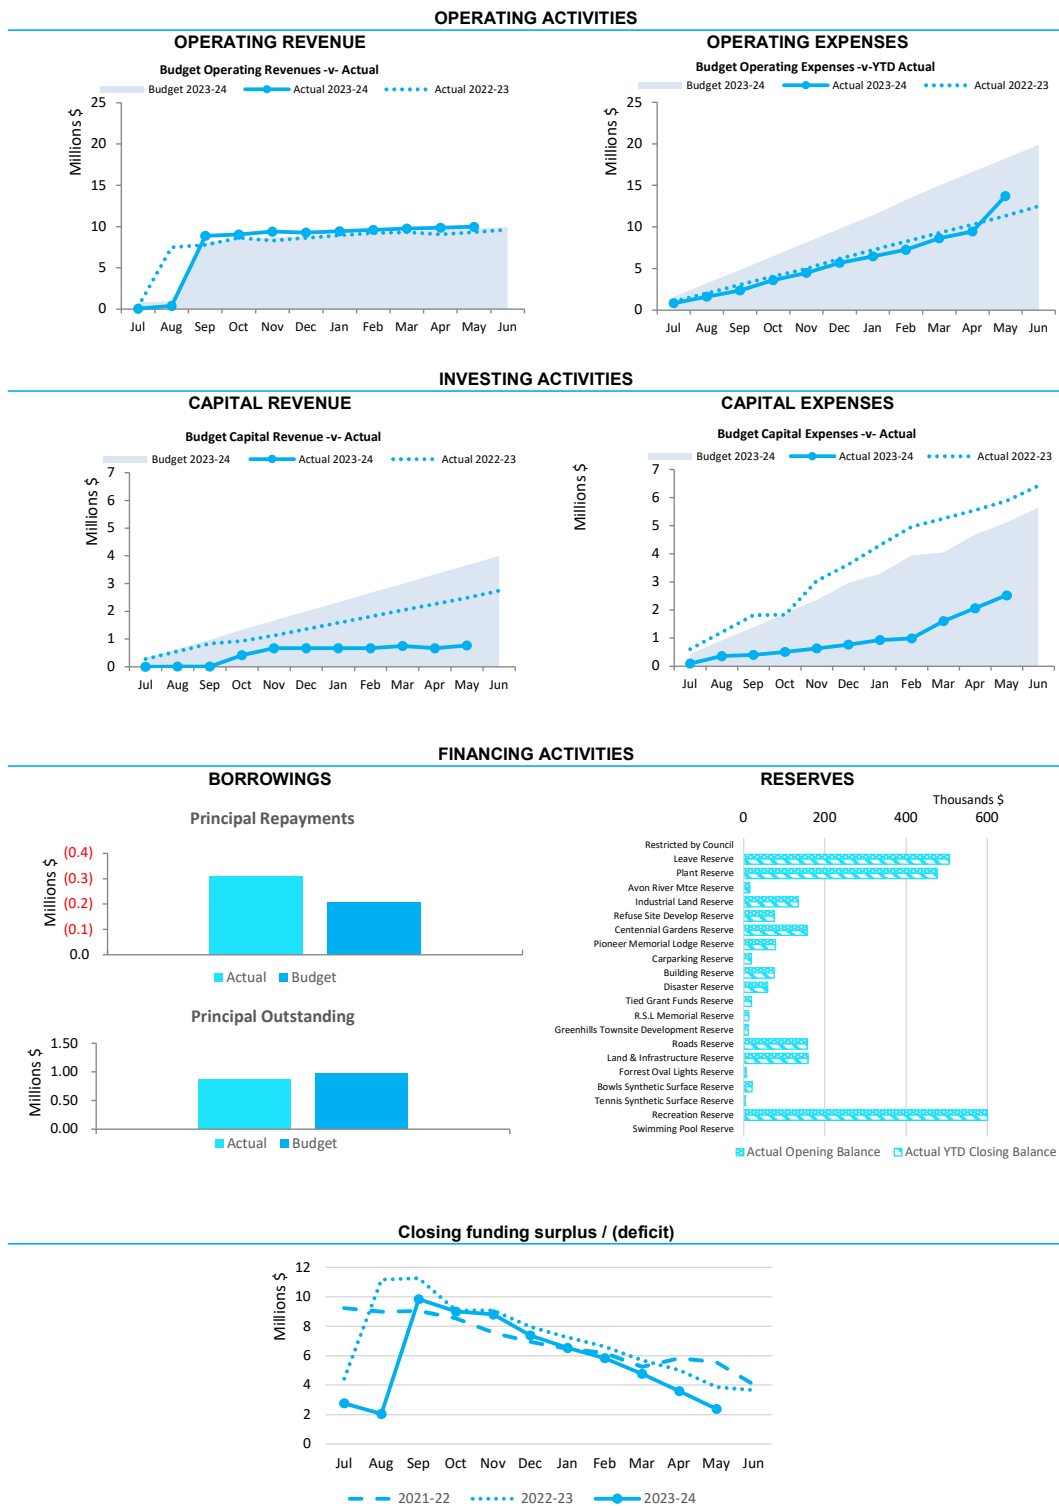 OPERATING ACTIVITIES
OPERATING REVENUE
Budget Operating Revenues -v- Actual
Budget 2023-24 Actual 2023-24 Actual 2022-23
Millions $
25
20
15
10
5
0
Jul Aug Sep Oct Nov Dec Jan Feb Mar Apr May Jun
OPERATING EXPENSES
Budget Operating Expenses -v-YTD Actual
Budget 2023-24 Actual 2023-24 Actual 2022-23
Millions $
25
20
15
10
5
0
Jul Aug Sep Oct Nov Dec Jan Feb Mar Apr May Jun
INVESTING ACTIVITIES
CAPITAL REVENUE
Budget Capital Revenue -v- Actual
Budget 2023-24 Actual 2023-24 Actual 2022-23
Millions $
7
6
5
4
3
2
1
0
Jul Aug Sep Oct Nov Dec Jan Feb Mar Apr May Jun
CAPITAL EXPENSES
Budget Capital Expenses -v- Actual
Budget 2023-24 Actual 2023-24 Actual 2022-23
Millions $
7
6
5
4
3
2
1
0
Jul Aug Sep Oct Nov Dec Jan Feb Mar Apr May Jun
FINANCING ACTIVITIES
BORROWINGS
Principal Repayments
Millions $
(0.4)
(0.3)
(0.2)
(0.1)
0.0
Actual Budget
Principal Outstanding
Millions $
1.50
1.00
0.50
0.00
Actual Budget
RESERVES
Thousands $
0 200 400 600
Restricted by Council
Leave Reserve
Plant Reserve
Avon River Mtce Reserve
Industrial Land Reserve
Refuse Site Develop Reserve
Centennial Gardens Reserve
Pioneer Memorial Lodge Reserve
Carparking Reserve
Building Reserve
Disaster Reserve
Tied Grant Funds Reserve
R.S.L Memorial Reserve
Greenhills Townsite Development Reserve
Roads Reserve
Land & Infrastructure Reserve
Forrest Oval Lights Reserve
Bowls Synthetic Surface Reserve
Tennis Synthetic Surface Reserve
Recreation Reserve
Swimming Pool Reserve
Actual Opening Balance Actual YTD Closing Balance
Closing funding surplus / (deficit)
Millions $
12
10
8
6
4
2
0
Jul Aug Sep Oct Nov Dec Jan Feb Mar Apr May Jun
2021-22 2022-23 2023-24